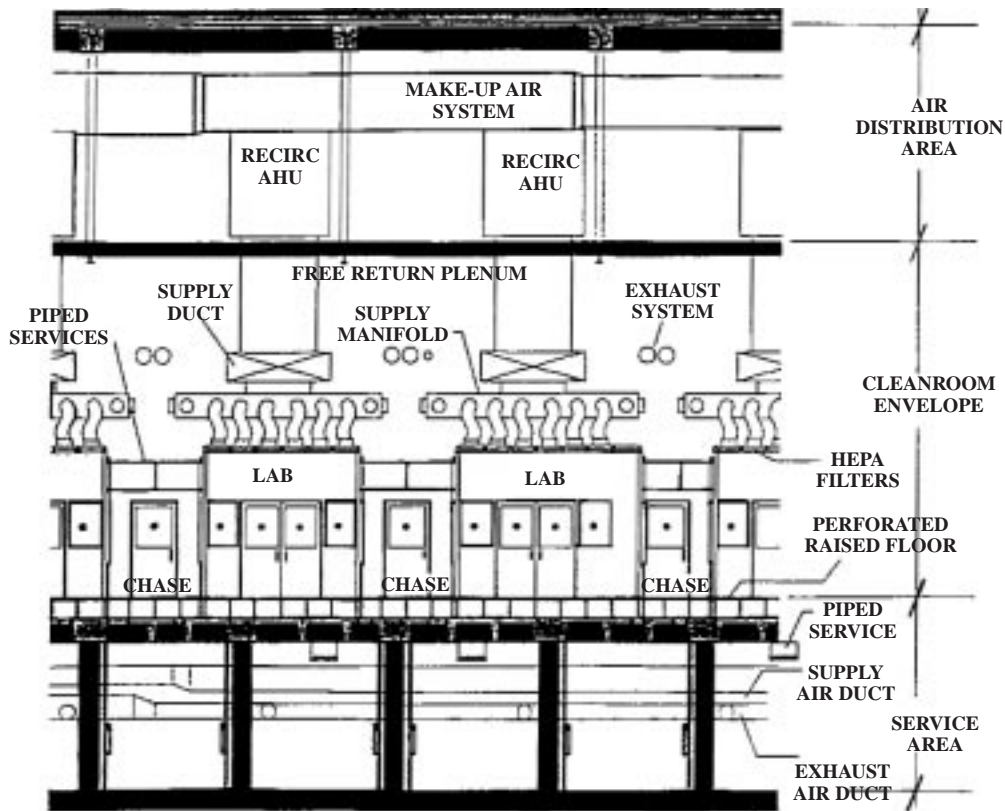 MAKE-UP AIR
SYSTEM
AIR
DISTRIBUTION
AREA
RECIRC
AHU
RECIRC
AHU
FREE RETURN PLENUM
SUPPLY
DUCT
EXHAUST
SYSTEM
PIPED
SERVICES
SUPPLY
MANIFOLD
CLEANROOM
ENVELOPE
LAB
LAB
HEPA
FILTERS
PERFORATED
RAISED FLOOR
CHASE
CHASE
CHASE
PIPED
SERVICE
SUPPLY
AIR DUCT
SERVICE
AREA
EXHAUST
AIR DUCT